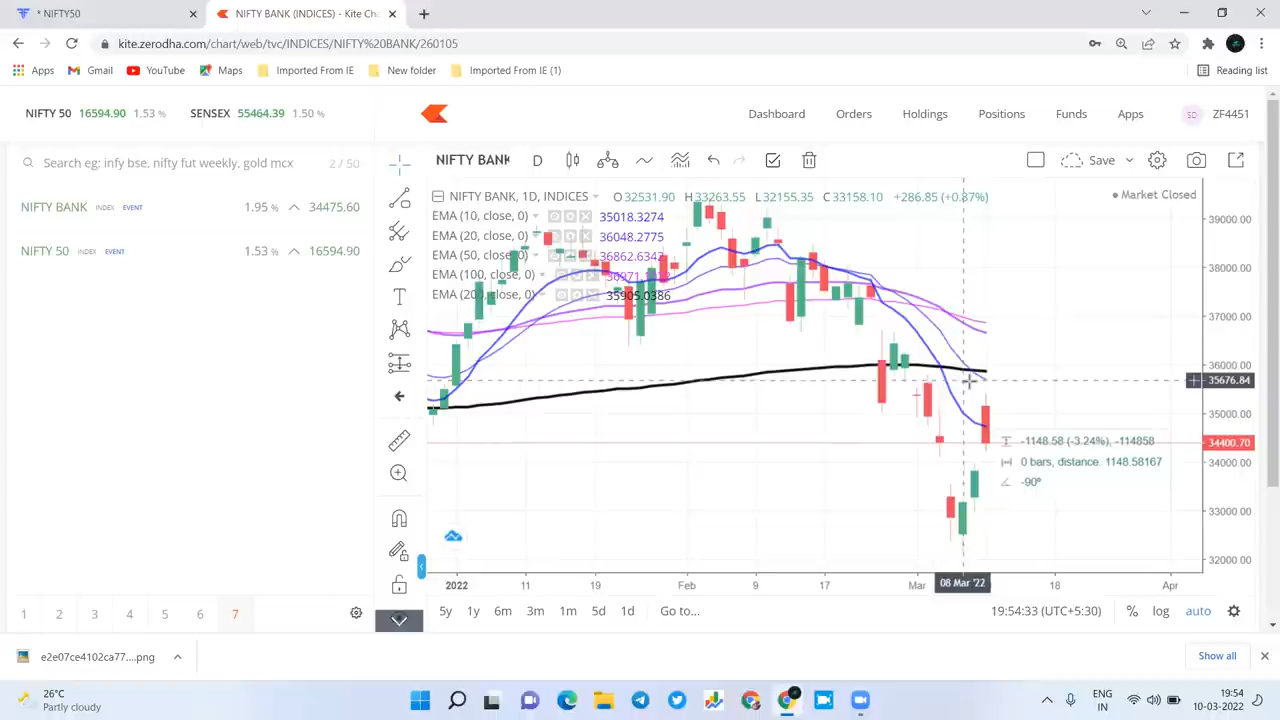 * NIFTY50
NIFTY BANK (INDICES) - Kite Cha
kite.zerodha.com/chart/web/tvc/INDICES/NIFTY%20BANK/260105
Apps
Gmail
YouTube
Maps
Imported From IE
New folder
Imported From IE (1)
Reading list
NIFTY 50 16594.90 1.53 % SENSEX 55464.39 1.50 %
Dashboard Orders Holdings Positions Funds Apps SD ZF4451
Search eg: infy bse, nifty fut weekly, gold mcx 2 / 50
NIFTY BANK INDEX EVENT 1.95 % 34475.60
NIFTY 50 INDEX EVENT 1.53 % 16594.90
NIFTY BANK D Save
NIFTY BANK, 1D, INDICES O32531.90 H33263.55 L32155.35 C33158.10 +286.85 (+0.87%)
Market Closed
EMA (10, close, 0) 35018.3274
EMA (20, close, 0) 36048.2775
EMA (50, close, 0) 36862.6342
EMA (100, close, 0)
EMA (200, close, 0) 35905.0386
39000.00
38000.00
37000.00
36000.00
35676.84
35000.00
34400.70
34000.00
33000.00
32000.00
-1148.58 (-3.24%), -114858
0 bars, distance: 1148.58167
-90º
2022 11 19 Feb 9 17 Mar 08 Mar '22 18 Apr
5y 1y 6m 3m 1m 5d 1d Go to... 19:54:33 (UTC+5:30) % log auto
1 2 3 4 5 6 7
e2e07ce4102ca77....png
Show all
26°C
Partly cloudy
ENG
IN
19:54
10-03-2022